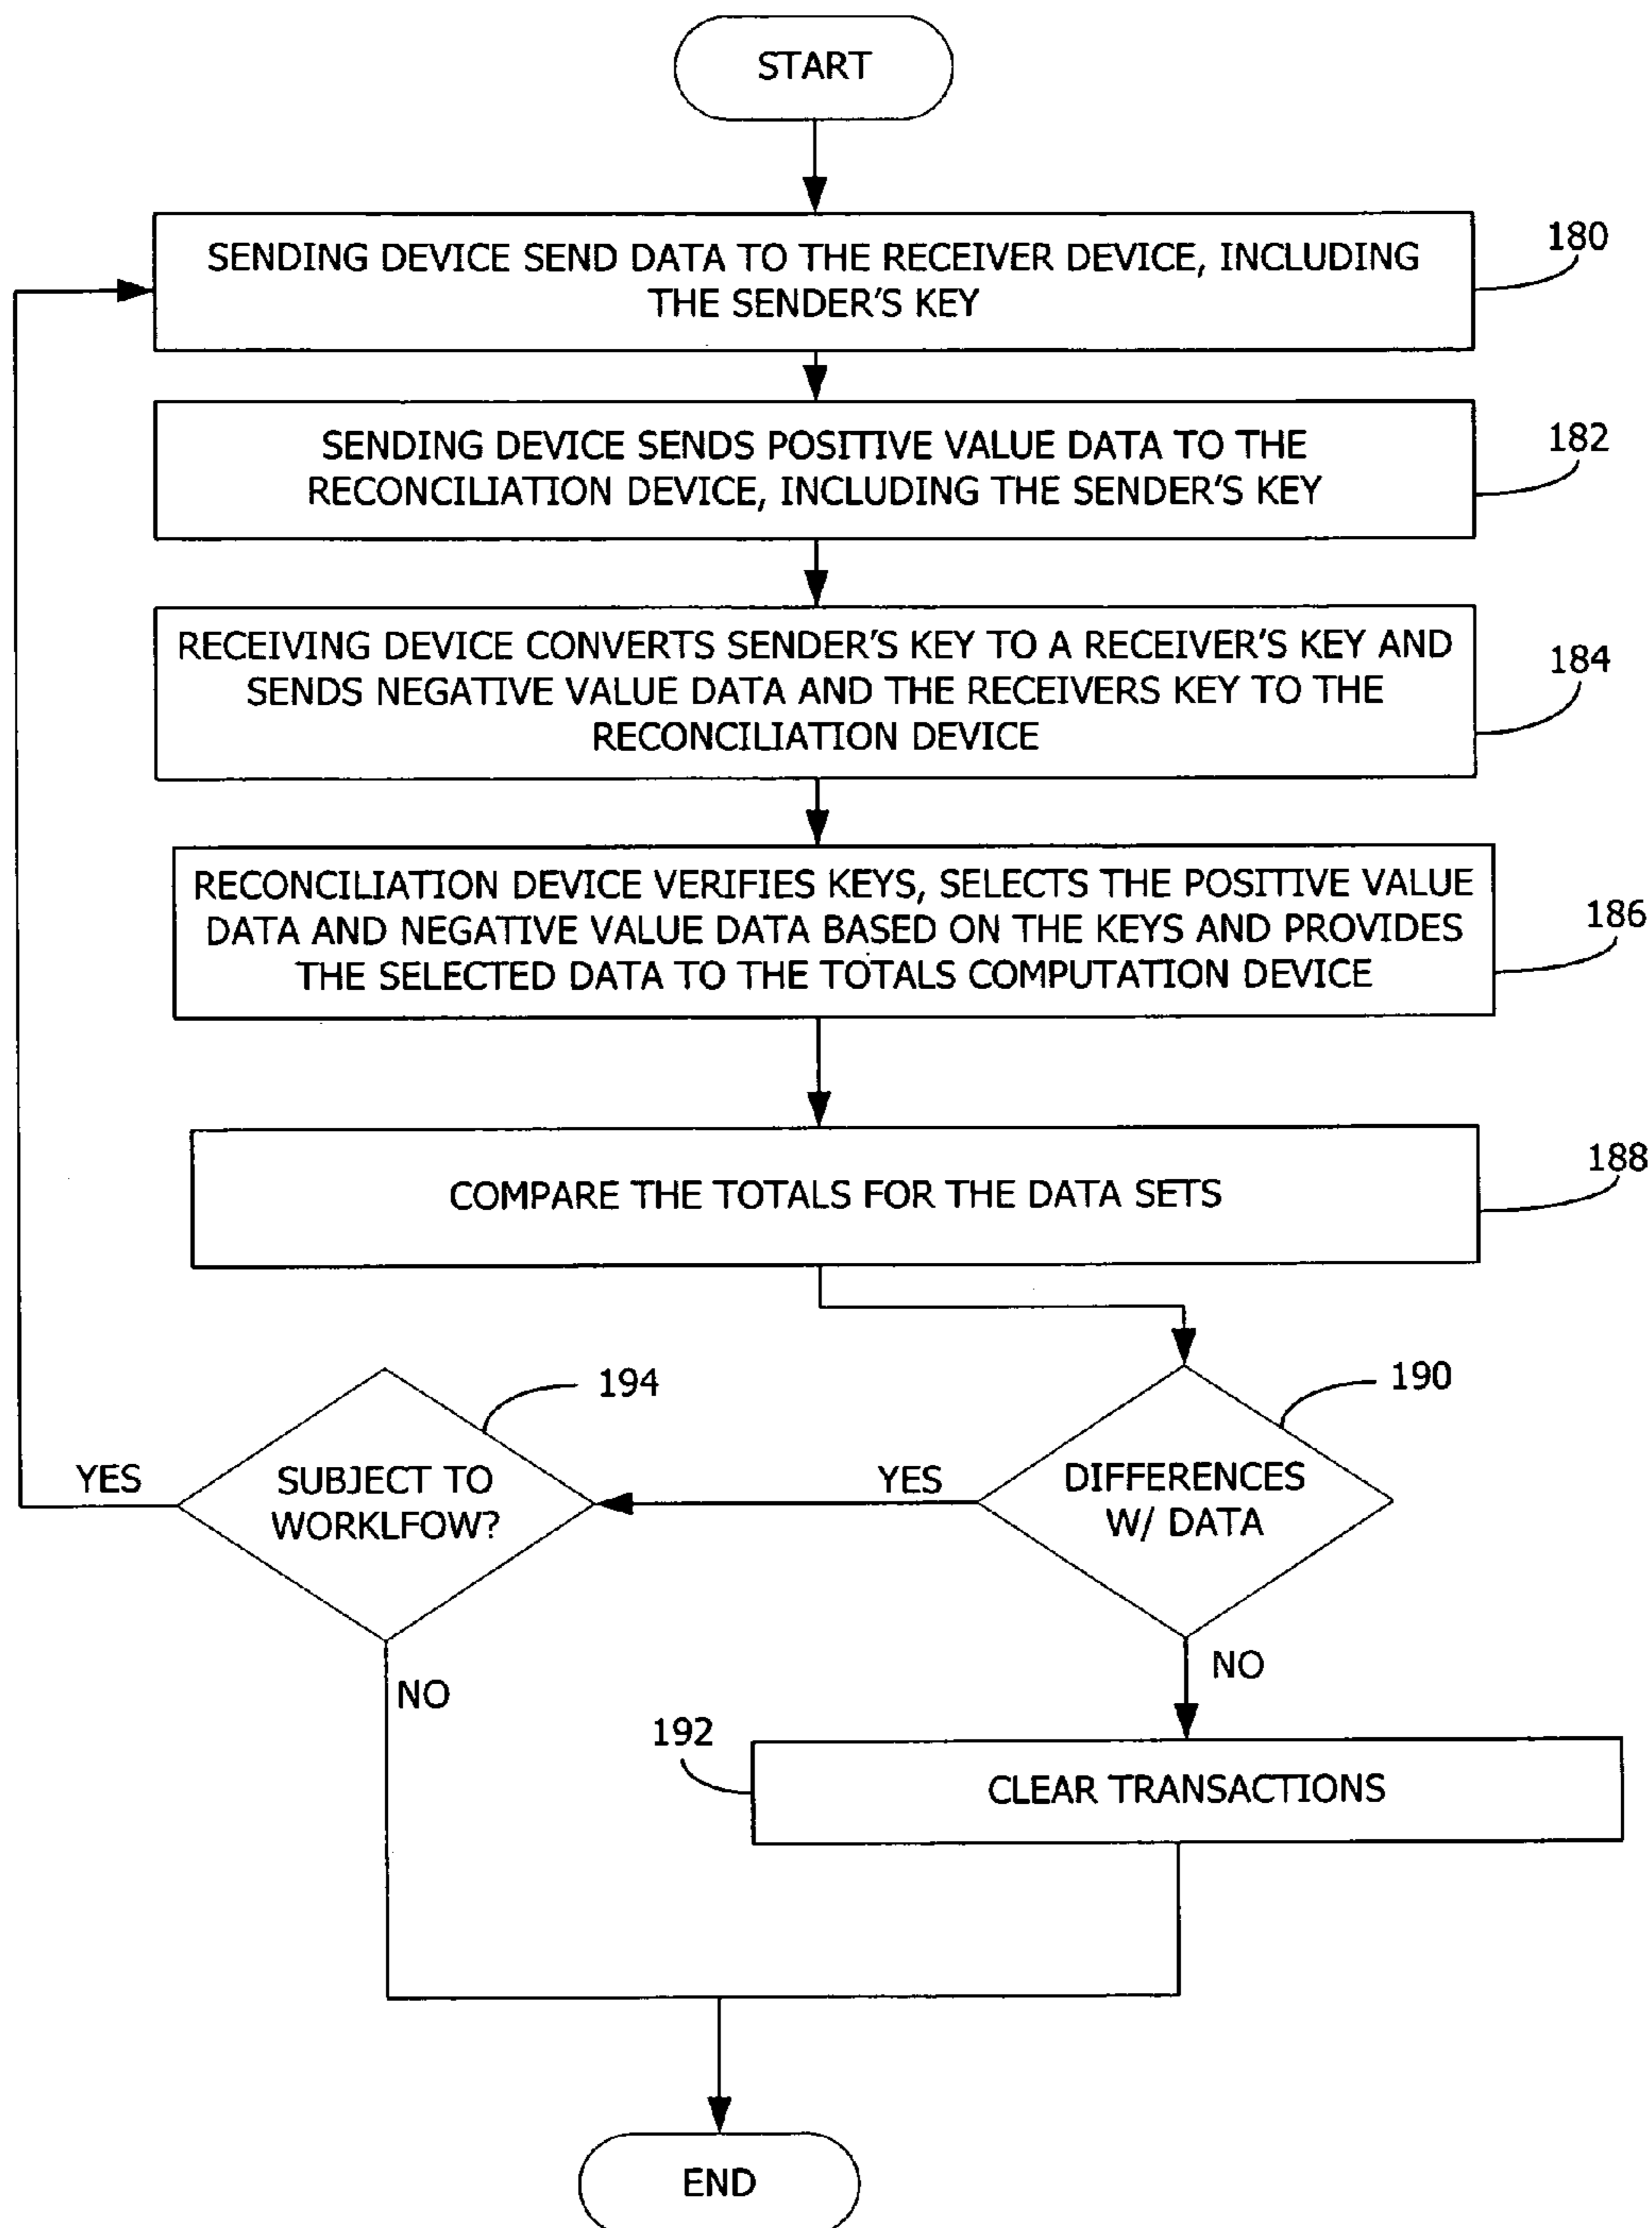 START
SENDING DEVICE SEND DATA TO THE RECEIVER DEVICE, INCLUDING
THE SENDER'S KEY
180
SENDING DEVICE SENDS POSITIVE VALUE DATA TO THE
RECONCILIATION DEVICE, INCLUDING THE SENDER'S KEY
182
RECEIVING DEVICE CONVERTS SENDER'S KEY TO A RECEIVER'S KEY AND
SENDS NEGATIVE VALUE DATA AND THE RECEIVERS KEY TO THE
RECONCILIATION DEVICE
184
RECONCILIATION DEVICE VERIFIES KEYS, SELECTS THE POSITIVE VALUE
DATA AND NEGATIVE VALUE DATA BASED ON THE KEYS AND PROVIDES
THE SELECTED DATA TO THE TOTALS COMPUTATION DEVICE
186
COMPARE THE TOTALS FOR THE DATA SETS
188
194
190
YES
SUBJECT TO
WORKLFOW?
YES
DIFFERENCES
W/ DATA
NO
NO
192
CLEAR TRANSACTIONS
END